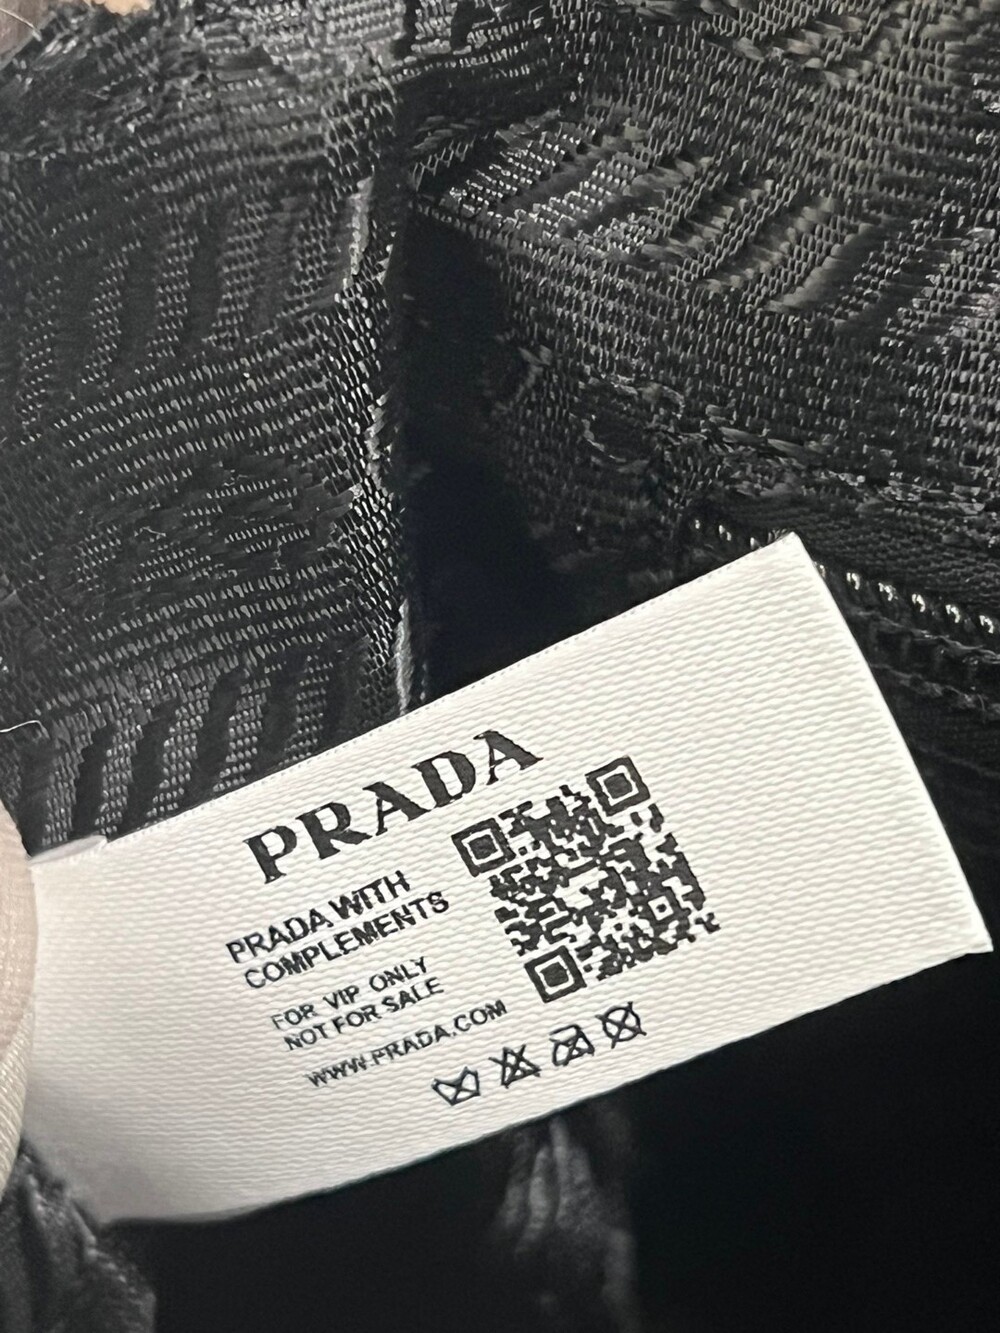 PRADA
PRADA WITH
COMPLEMENTS
FOR VIP ONLY
NOT FOR SALE
WWW.PRADA.COM